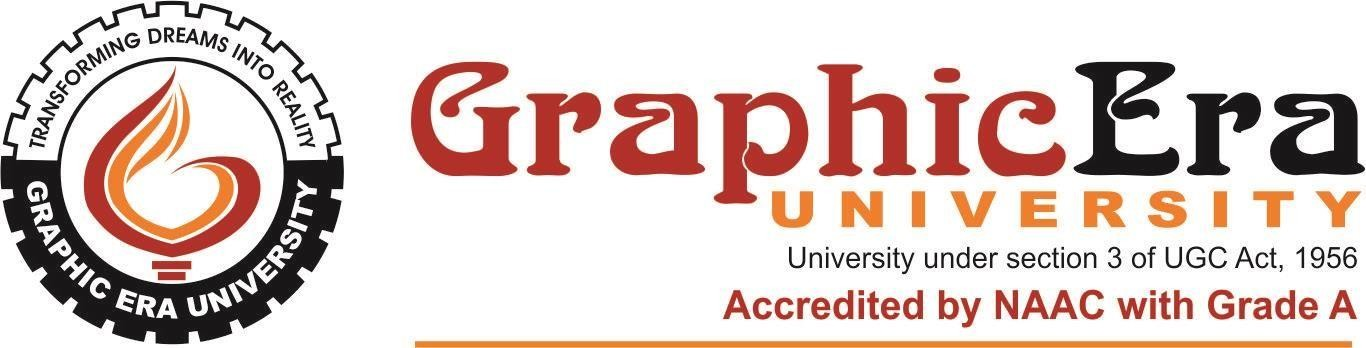 TRANSFORMING DREAMS INTO REALITY
GRAPHIC ERA UNIVERSITY
GraphicEra
UNIVERSITY
University under section 3 of UGC Act, 1956
Accredited by NAAC with Grade A